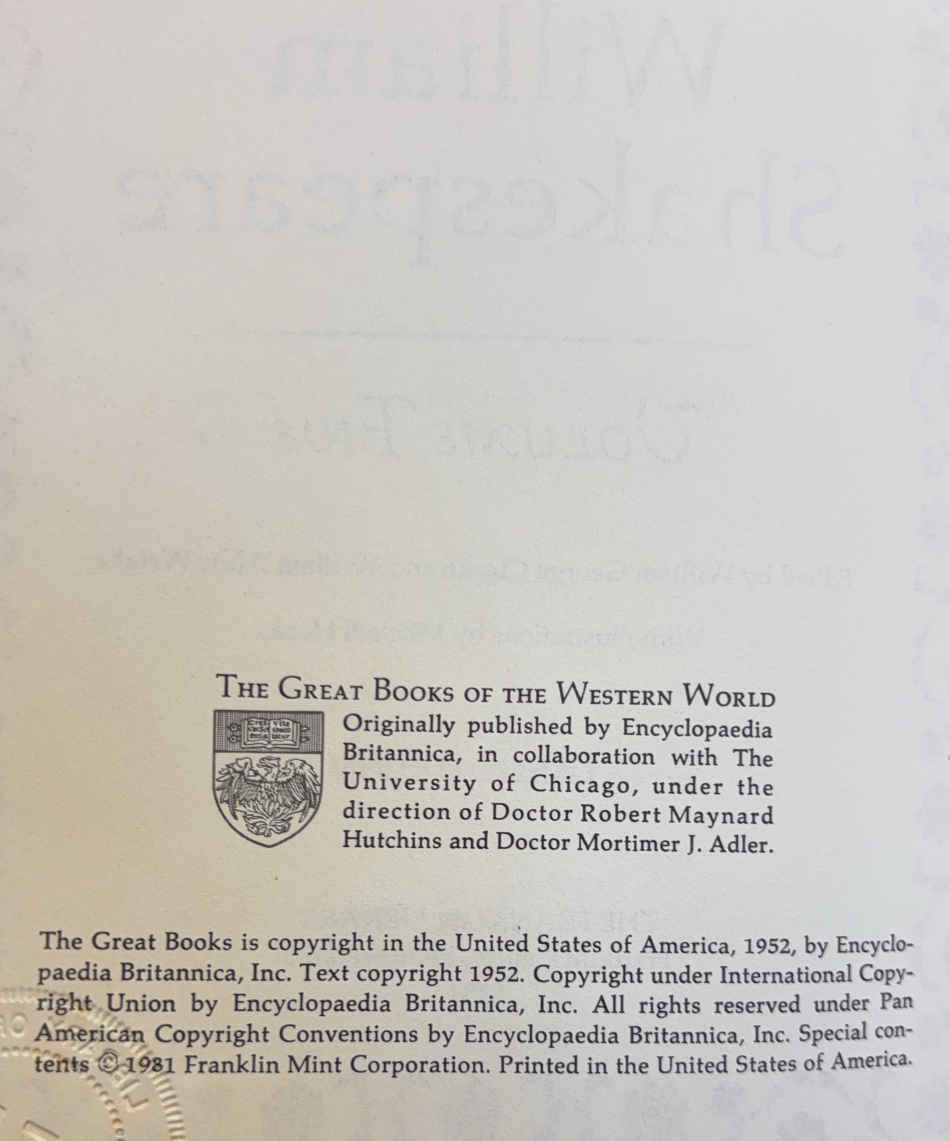 William
Shakespeare
Volume Five
THE GREAT BOOKS OF THE WESTERN WORLD
Originally published by Encyclopaedia
Britannica, in collaboration with The
University of Chicago, under the
direction of Doctor Robert Maynard
Hutchins and Doctor Mortimer J. Adler.
The Great Books is copyright in the United States of America, 1952, by Encyclo-
paedia Britannica, Inc. Text copyright 1952. Copyright under International Copy-
right Union by Encyclopaedia Britannica, Inc. All rights reserved under Pan
American Copyright Conventions by Encyclopaedia Britannica, Inc. Special con-
tents © 1981 Franklin Mint Corporation. Printed in the United States of America.